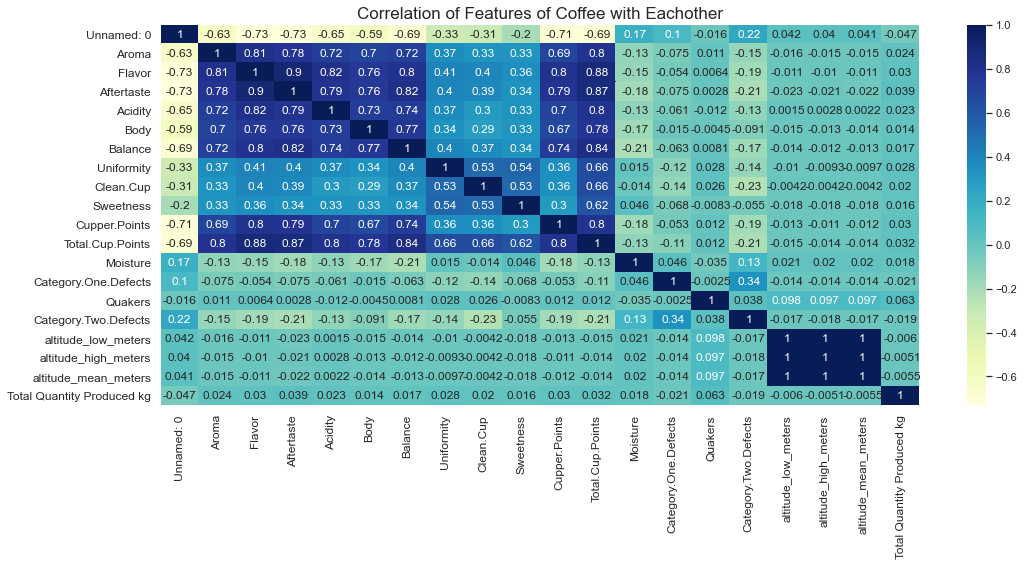 Correlation of Features of Coffee with Eachother
Unnamed: 0 1 -0.63 -0.73 -0.73 -0.65 -0.59 -0.69 -0.33 -0.31 -0.2 -0.71 -0.69 0.17 0.1 -0.016 0.22 0.042 0.04 0.041 -0.047
Aroma -0.63 1 0.81 0.78 0.72 0.7 0.72 0.37 0.33 0.33 0.69 0.8 -0.13 -0.075 0.011 -0.15 -0.016 -0.015 -0.015 0.024
Flavor -0.73 0.81 1 0.9 0.82 0.76 0.8 0.41 0.4 0.36 0.8 0.88 -0.15 -0.054 0.0064 -0.19 -0.011 -0.01 -0.011 0.03
Aftertaste -0.73 0.78 0.9 1 0.79 0.76 0.82 0.4 0.39 0.34 0.79 0.87 -0.18 -0.075 0.0028 -0.21 -0.023 -0.021 -0.022 0.039
Acidity -0.65 0.72 0.82 0.79 1 0.73 0.74 0.37 0.3 0.33 0.7 0.8 -0.13 -0.061 -0.012 -0.13 0.0015 0.0028 0.0022 0.023
Body -0.59 0.7 0.76 0.76 0.73 1 0.77 0.34 0.29 0.33 0.67 0.78 -0.17 -0.015 -0.0045 -0.091 -0.015 -0.013 -0.014 0.014
Balance -0.69 0.72 0.8 0.82 0.74 0.77 1 0.4 0.37 0.34 0.74 0.84 -0.21 -0.063 0.0081 -0.17 -0.014 -0.012 -0.013 0.017
Uniformity -0.33 0.37 0.41 0.4 0.37 0.34 0.4 1 0.53 0.54 0.36 0.66 0.015 -0.12 0.028 -0.14 -0.01 -0.0093 -0.0097 0.028
Clean.Cup -0.31 0.33 0.4 0.39 0.3 0.29 0.37 0.53 1 0.53 0.36 0.66 -0.014 -0.14 0.026 -0.23 -0.0042 -0.0042 -0.0042 0.02
Sweetness -0.2 0.33 0.36 0.34 0.33 0.33 0.34 0.54 0.53 1 0.3 0.62 0.046 -0.068 -0.0083 -0.055 -0.018 -0.018 -0.018 0.016
Cupper.Points -0.71 0.69 0.8 0.79 0.7 0.67 0.74 0.36 0.36 0.3 1 0.8 -0.18 -0.053 0.012 -0.19 -0.013 -0.011 -0.012 0.03
Total.Cup.Points -0.69 0.8 0.88 0.87 0.8 0.78 0.84 0.66 0.66 0.62 0.8 1 -0.13 -0.11 0.012 -0.21 -0.015 -0.014 -0.014 0.032
Moisture 0.17 -0.13 -0.15 -0.18 -0.13 -0.17 -0.21 0.015 -0.014 0.046 -0.18 -0.13 1 0.046 -0.035 0.13 0.021 0.02 0.02 0.018
Category.One.Defects 0.1 -0.075 -0.054 -0.075 -0.061 -0.015 -0.063 -0.12 -0.14 -0.068 -0.053 -0.11 0.046 1 -0.0025 0.34 -0.014 -0.014 -0.014 -0.021
Quakers -0.016 0.011 0.0064 0.0028 -0.012 -0.0045 0.0081 0.028 0.026 -0.0083 0.012 0.012 -0.035 -0.0025 1 0.038 0.098 0.097 0.097 0.063
Category.Two.Defects 0.22 -0.15 -0.19 -0.21 -0.13 -0.091 -0.17 -0.14 -0.23 -0.055 -0.19 -0.21 0.13 0.34 0.038 1 -0.017 -0.018 -0.017 -0.019
altitude_low_meters 0.042 -0.016 -0.011 -0.023 0.0015 -0.015 -0.014 -0.01 -0.0042 -0.018 -0.013 -0.015 0.021 -0.014 0.098 -0.017 1 1 1 -0.006
altitude_high_meters 0.04 -0.015 -0.01 -0.021 0.0028 -0.013 -0.012 -0.0093 -0.0042 -0.018 -0.011 -0.014 0.02 -0.014 0.097 -0.018 1 1 1 -0.0051
altitude_mean_meters 0.041 -0.015 -0.011 -0.022 0.0022 -0.014 -0.013 -0.0097 -0.0042 -0.018 -0.012 -0.014 0.02 -0.014 0.097 -0.017 1 1 1 -0.0055
Total Quantity Produced kg -0.047 0.024 0.03 0.039 0.023 0.014 0.017 0.028 0.02 0.016 0.03 0.032 0.018 -0.021 0.063 -0.019 -0.006 -0.0051 -0.0055 1
Unnamed: 0
Aroma
Flavor
Aftertaste
Acidity
Body
Balance
Uniformity
Clean.Cup
Sweetness
Cupper.Points
Total.Cup.Points
Moisture
Category.One.Defects
Quakers
Category.Two.Defects
altitude_low_meters
altitude_high_meters
altitude_mean_meters
Total Quantity Produced kg
1.0
0.8
0.6
0.4
0.2
0.0
-0.2
-0.4
-0.6